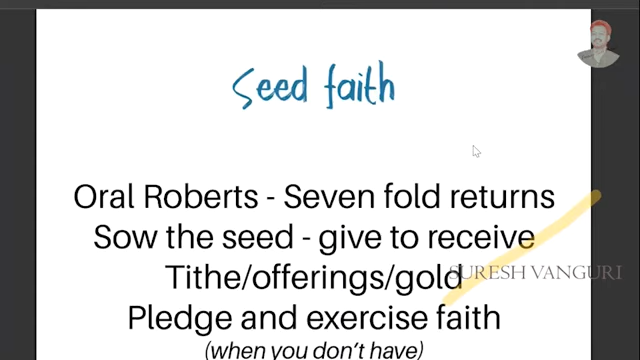 Seed faith
Oral Roberts - Seven fold returns
Sow the seed - give to receive
Tithe/offerings/gold
SURESH VANGURI
Pledge and exercise faith
(when you don't have)